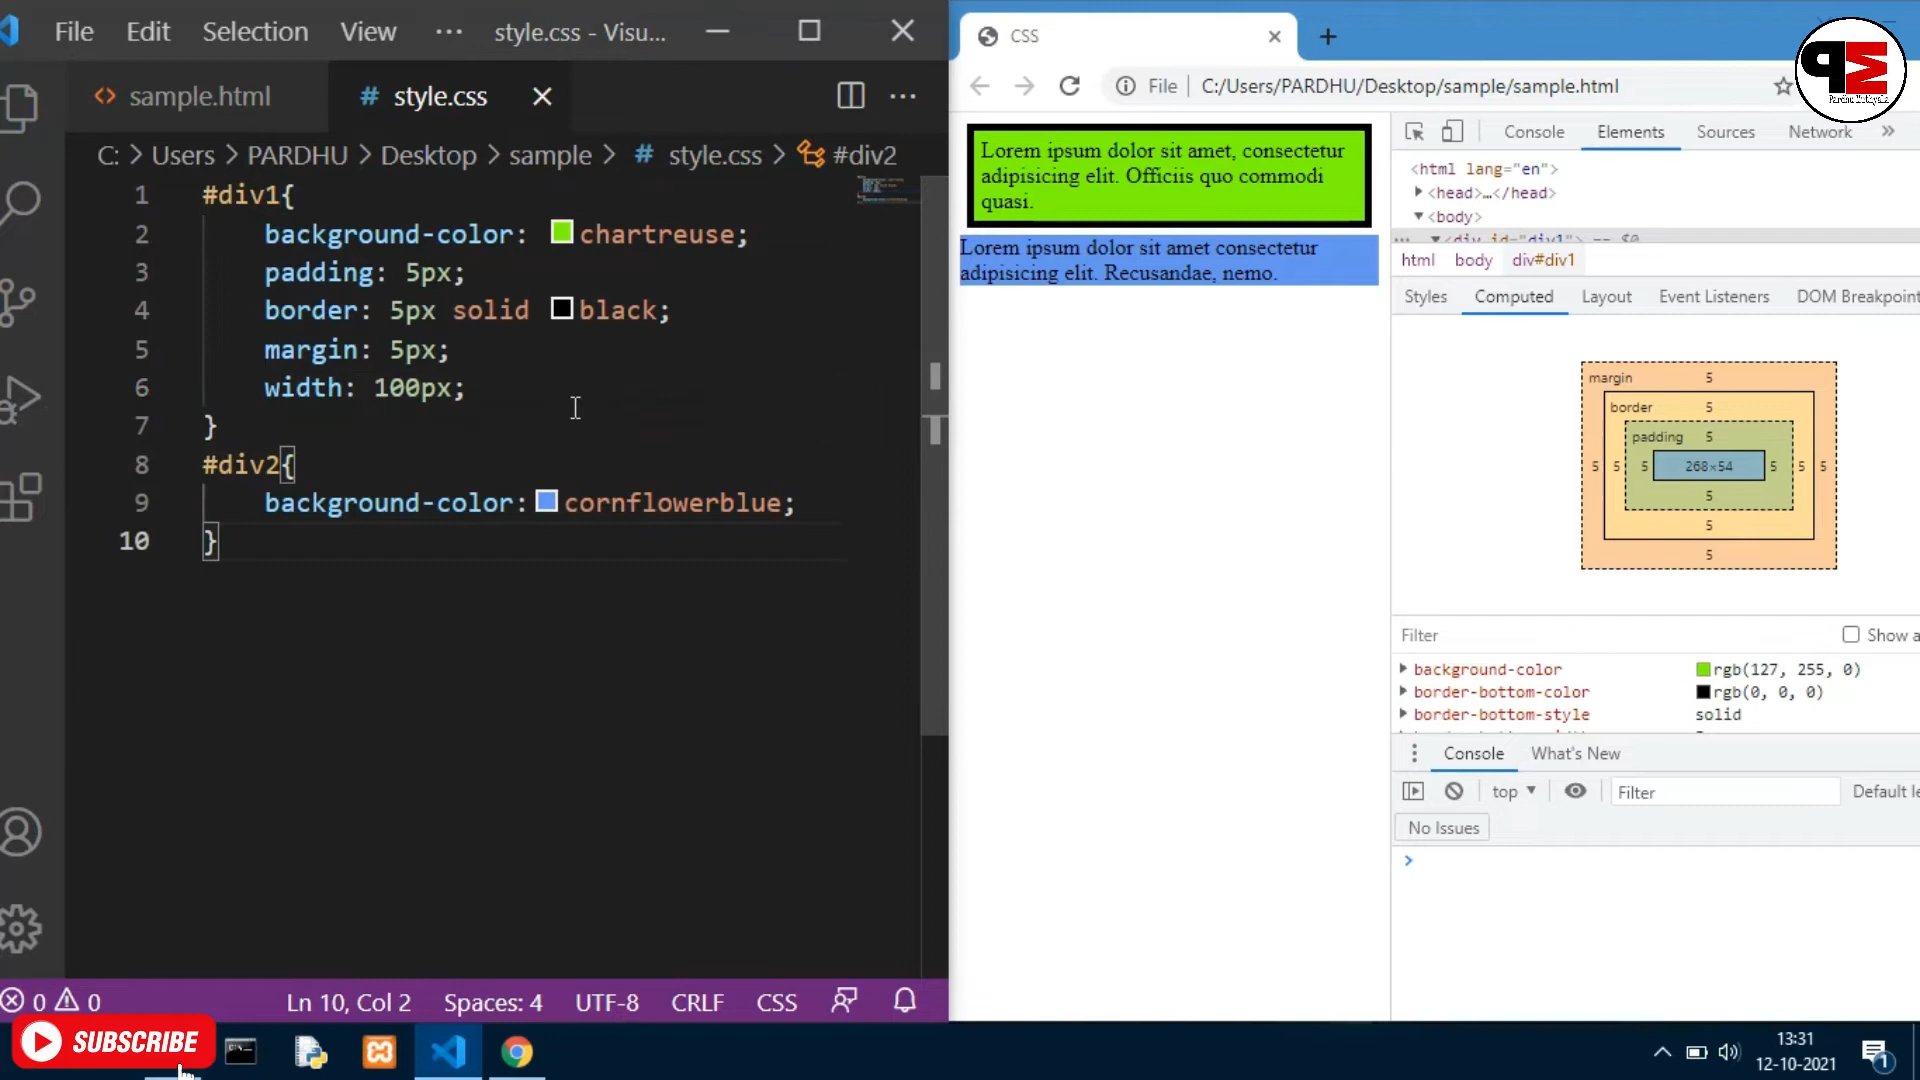 File Edit Selection View ··· style.css - Visu...
sample.html # style.css
C: > Users > PARDHU > Desktop > sample > # style.css > #div2
1 #div1{
2 background-color: chartreuse;
3 padding: 5px;
4 border: 5px solid black;
5 margin: 5px;
6 width: 100px;
7 }
8 #div2{
9 background-color: cornflowerblue;
10 }
0 0 Ln 10, Col 2 Spaces: 4 UTF-8 CRLF CSS
SUBSCRIBE
CSS
File | C:/Users/PARDHU/Desktop/sample/sample.html
PM
Lorem ipsum dolor sit amet, consectetur
adipisicing elit. Officiis quo commodi
quasi.
Lorem ipsum dolor sit amet consectetur
adipisicing elit. Recusandae, nemo.
Console Elements Sources Network »
<html lang="en">
<head>…</head>
<body>
<div id="div1"> == $0
html body div#div1
Styles Computed Layout Event Listeners DOM Breakpoint
margin 5
border 5
padding 5
5 5 5 268×54 5 5 5
5
5
5
Filter Show a
background-color rgb(127, 255, 0)
border-bottom-color rgb(0, 0, 0)
border-bottom-style solid
Console What's New
top Filter Default le
No Issues
>
13:31
12-10-2021
1